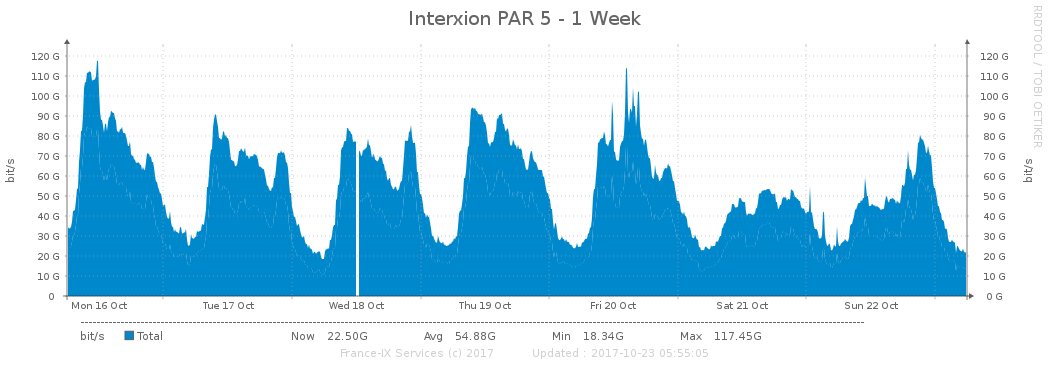 Interxion PAR 5 - 1 Week
RRDTOOL / TOBI OETIKER
120 G 120 G
110 G 110 G
100 G 100 G
90 G 90 G
80 G 80 G
70 G 70 G
60 G 60 G
50 G 50 G
40 G 40 G
30 G 30 G
20 G 20 G
10 G 10 G
0 0 G
bit/s
bit/s
Mon 16 Oct Tue 17 Oct Wed 18 Oct Thu 19 Oct Fri 20 Oct Sat 21 Oct Sun 22 Oct
bit/s Total Now 22.50G Avg 54.88G Min 18.34G Max 117.45G
France-IX Services (c) 2017 Updated : 2017-10-23 05:55:05